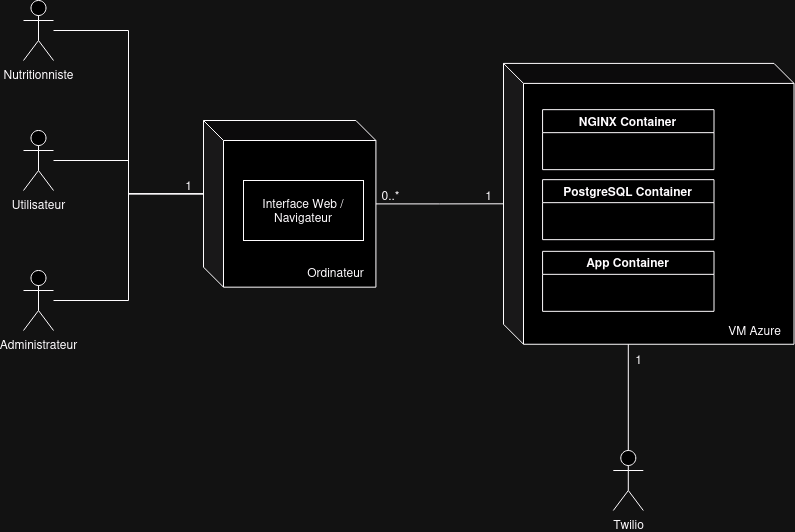 Nutritionniste
Utilisateur
Administrateur
1
Interface Web /
Navigateur
Ordinateur
0..*
1
NGINX Container
PostgreSQL Container
App Container
VM Azure
1
Twilio